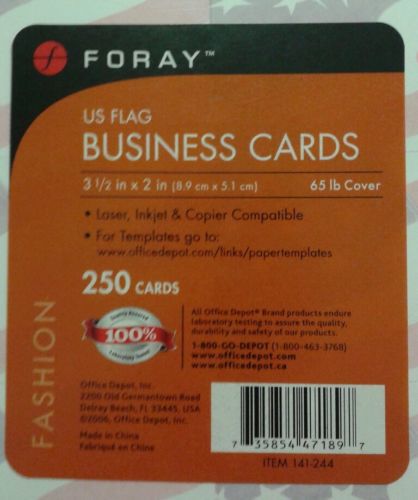 FORAY™
US FLAG
BUSINESS CARDS
3 1/2 in x 2 in (8.9 cm x 5.1 cm) 65 lb Cover
• Laser, Inkjet & Copier Compatible
• For Templates go to:
www.officedepot.com/links/papertemplates
250 CARDS
Quality Assured
100%
Laboratory Tested
All Office Depot® Brand products endure
laboratory testing to assure the quality,
durability and safety of our products.
1-800-GO-DEPOT (1-800-463-3768)
www.officedepot.com
www.officedepot.ca
FASHION
Office Depot, Inc.
2200 Old Germantown Road
Delray Beach, FL 33445, USA
©2006, Office Depot, Inc.
Made in China
Fabriqué en Chine
7 35854 47189 7
ITEM 141-244